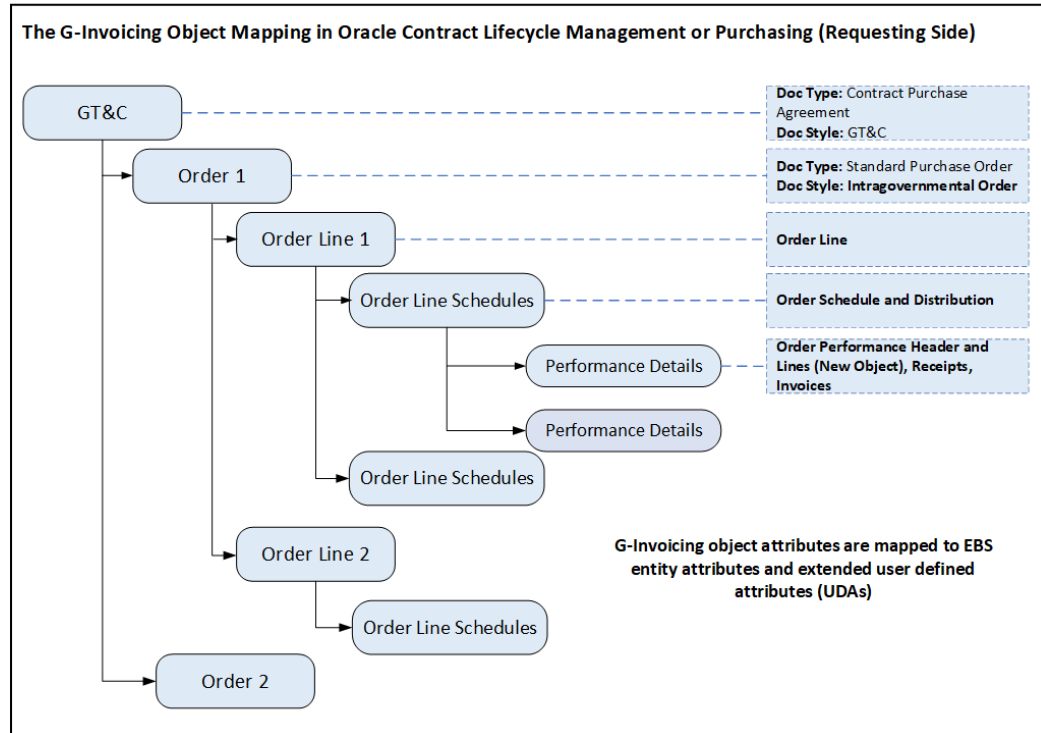 The G-Invoicing Object Mapping in Oracle Contract Lifecycle Management or Purchasing (Requesting Side)
GT&C
Doc Type: Contract Purchase
Agreement
Doc Style: GT&C
Order 1
Doc Type: Standard Purchase Order
Doc Style: Intragovernmental Order
Order Line 1
Order Line
Order Line Schedules
Order Schedule and Distribution
Performance Details
Order Performance Header and
Lines (New Object), Receipts,
Invoices
Performance Details
Order Line Schedules
Order Line 2
G-Invoicing object attributes are mapped to EBS
entity attributes and extended user defined
attributes (UDAs)
Order Line Schedules
Order 2